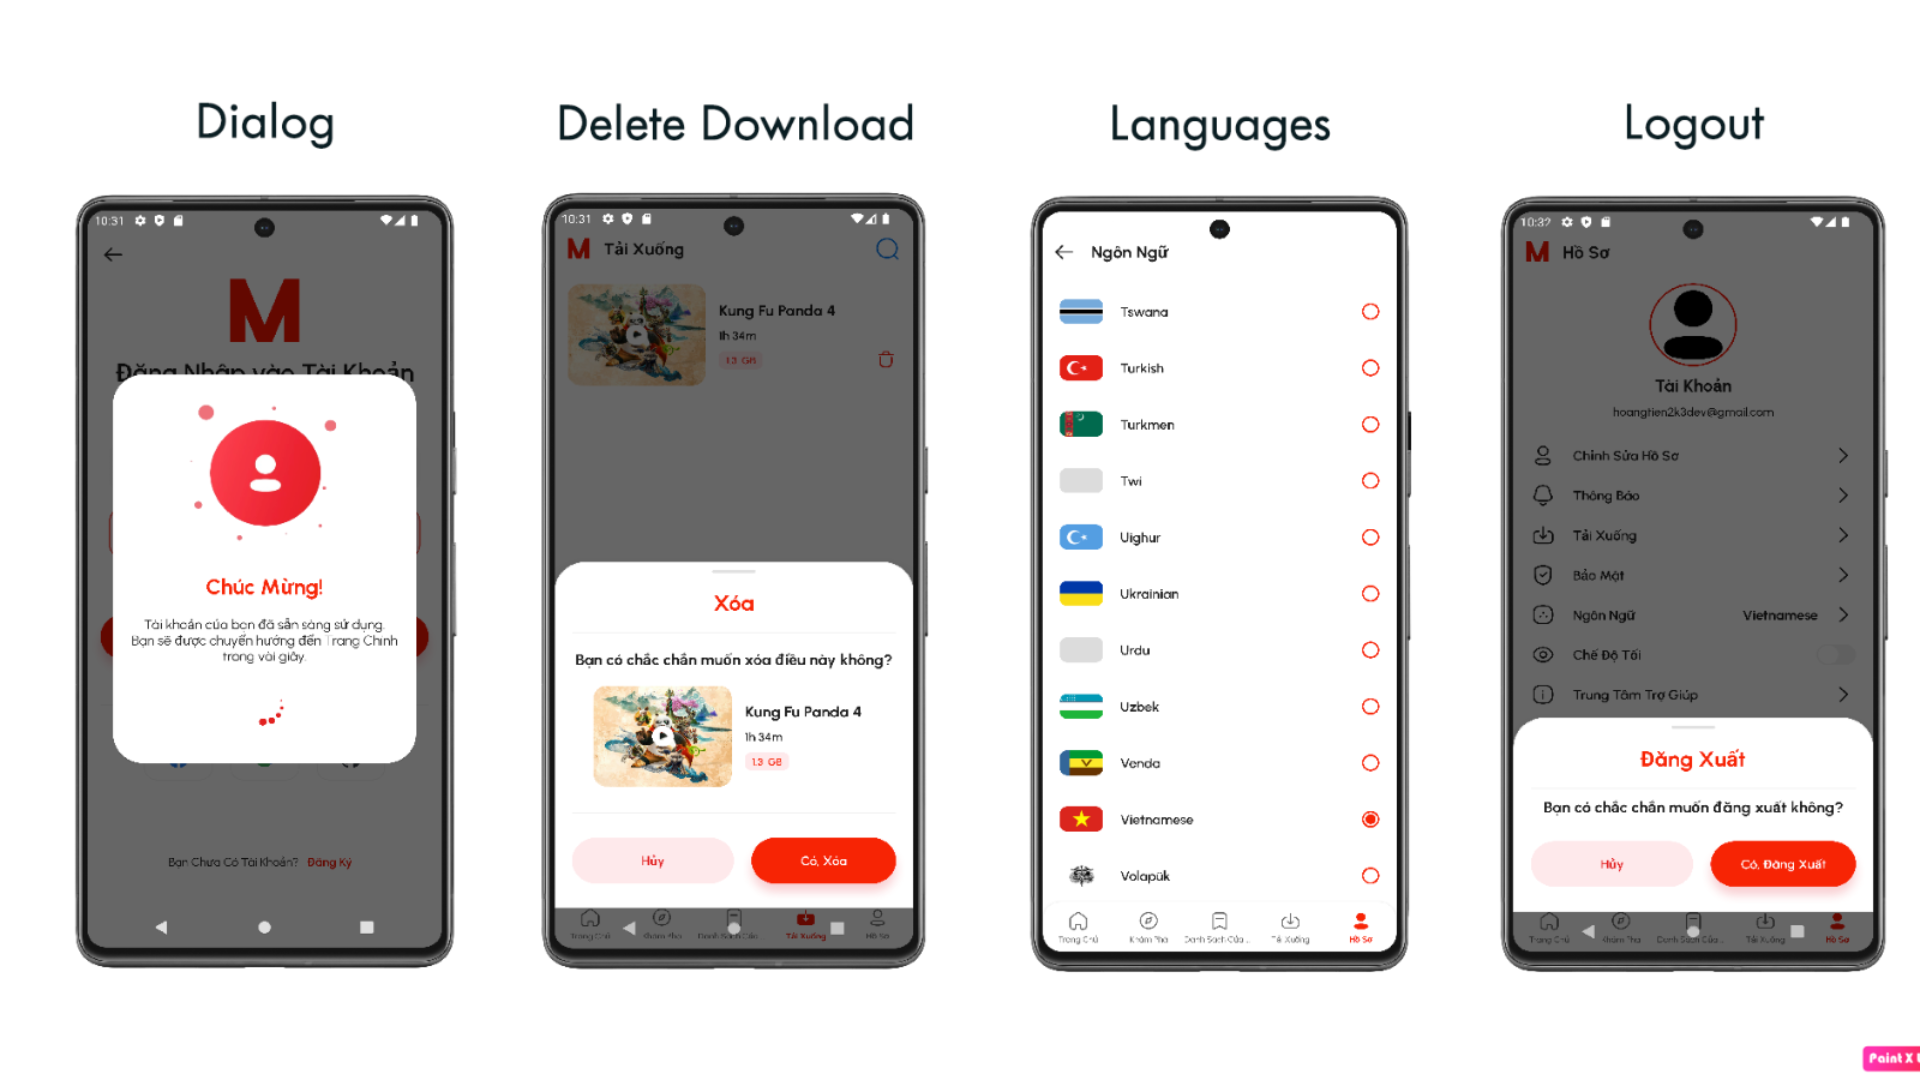 Dialog
Delete Download
Languages
Logout
10:31
M
Đăng Nhập vào Tài Khoản
Chúc Mừng!
Tài khoản của bạn đã sẵn sàng sử dụng.
Bạn sẽ được chuyển hướng đến Trang Chính
trong vài giây.
Bạn Chưa Có Tài Khoản? Đăng Ký
10:31
M Tải Xuống
Kung Fu Panda 4
1h 34m
1.3 GB
Xóa
Bạn có chắc chắn muốn xóa điều này không?
Kung Fu Panda 4
1h 34m
1.3 GB
Hủy
Có, Xóa
Trang Chủ
Khám Phá
Danh Sách Của ...
Tải Xuống
Hồ Sơ
Ngôn Ngữ
Tswana
Turkish
Turkmen
Twi
Uighur
Ukrainian
Urdu
Uzbek
Venda
Vietnamese
Volapük
Trang Chủ
Khám Phá
Danh Sách Của ...
Tải Xuống
Hồ Sơ
10:32
M Hồ Sơ
Tài Khoản
hoangtien2k3dev@gmail.com
Chỉnh Sửa Hồ Sơ
Thông Báo
Tải Xuống
Bảo Mật
Ngôn Ngữ Vietnamese
Chế Độ Tối
Trung Tâm Trợ Giúp
Đăng Xuất
Bạn có chắc chắn muốn đăng xuất không?
Hủy
Có, Đăng Xuất
Trang Chủ
Khám Phá
Danh Sách Của ...
Tải Xuống
Hồ Sơ
Paint X